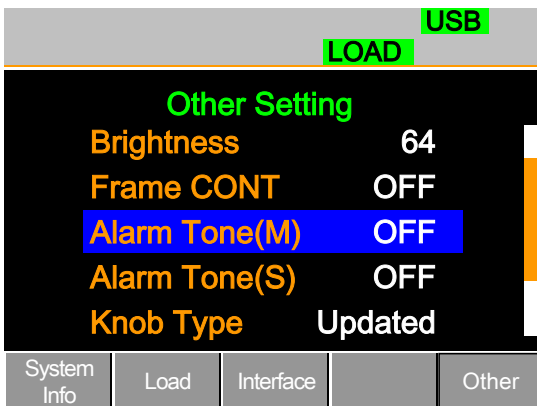 USB
LOAD
Other Setting
Brightness 64
Frame CONT OFF
Alarm Tone(M) OFF
Alarm Tone(S) OFF
Knob Type Updated
System Info Load Interface Other